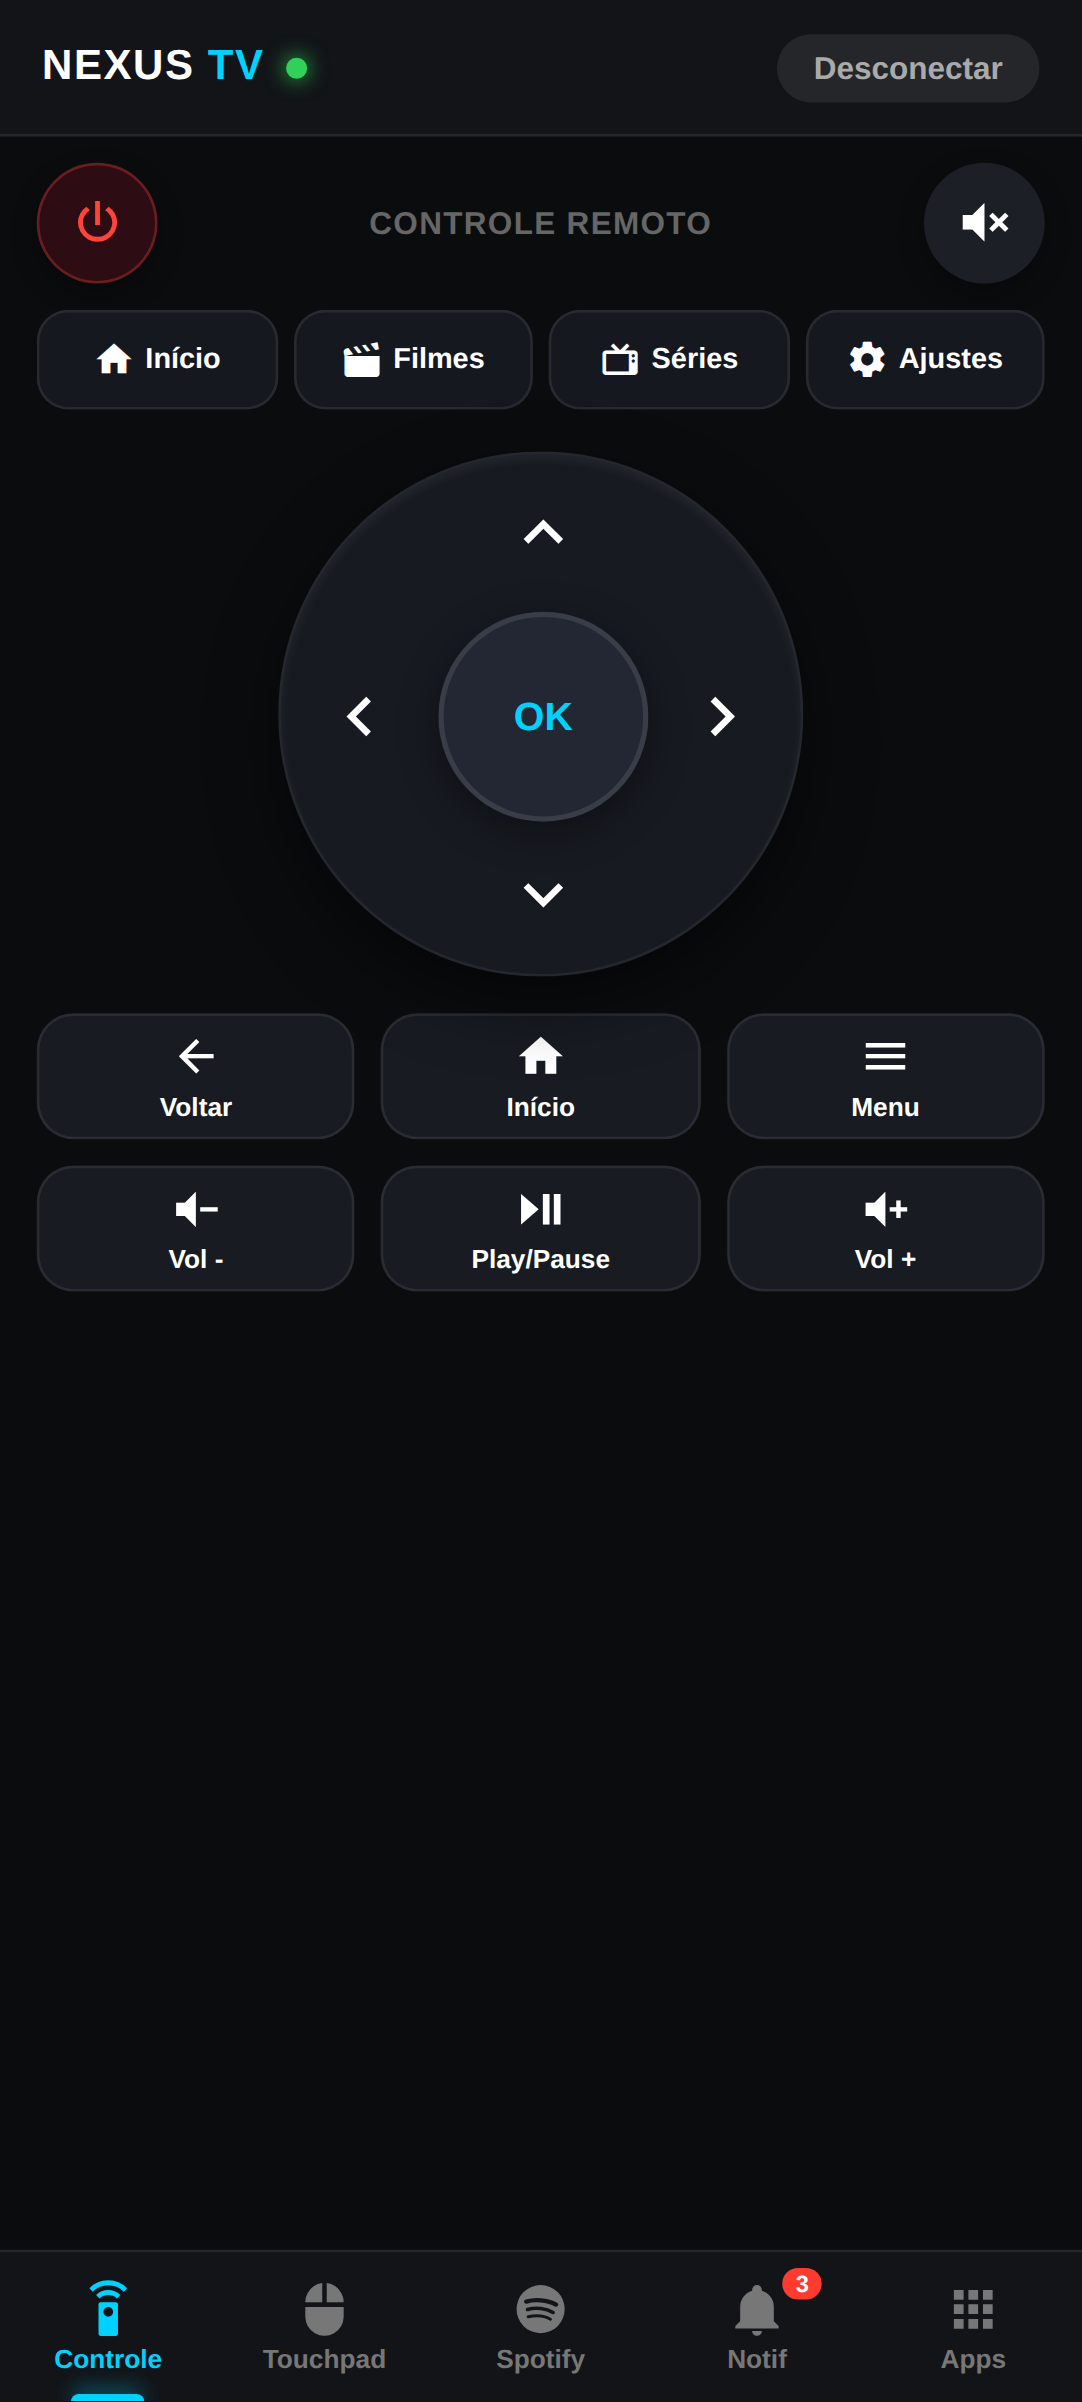 NEXUS TV
Desconectar
CONTROLE REMOTO
Início
Filmes
Séries
Ajustes
OK
Voltar
Início
Menu
Vol -
Play/Pause
Vol +
3
Controle
Touchpad
Spotify
Notif
Apps